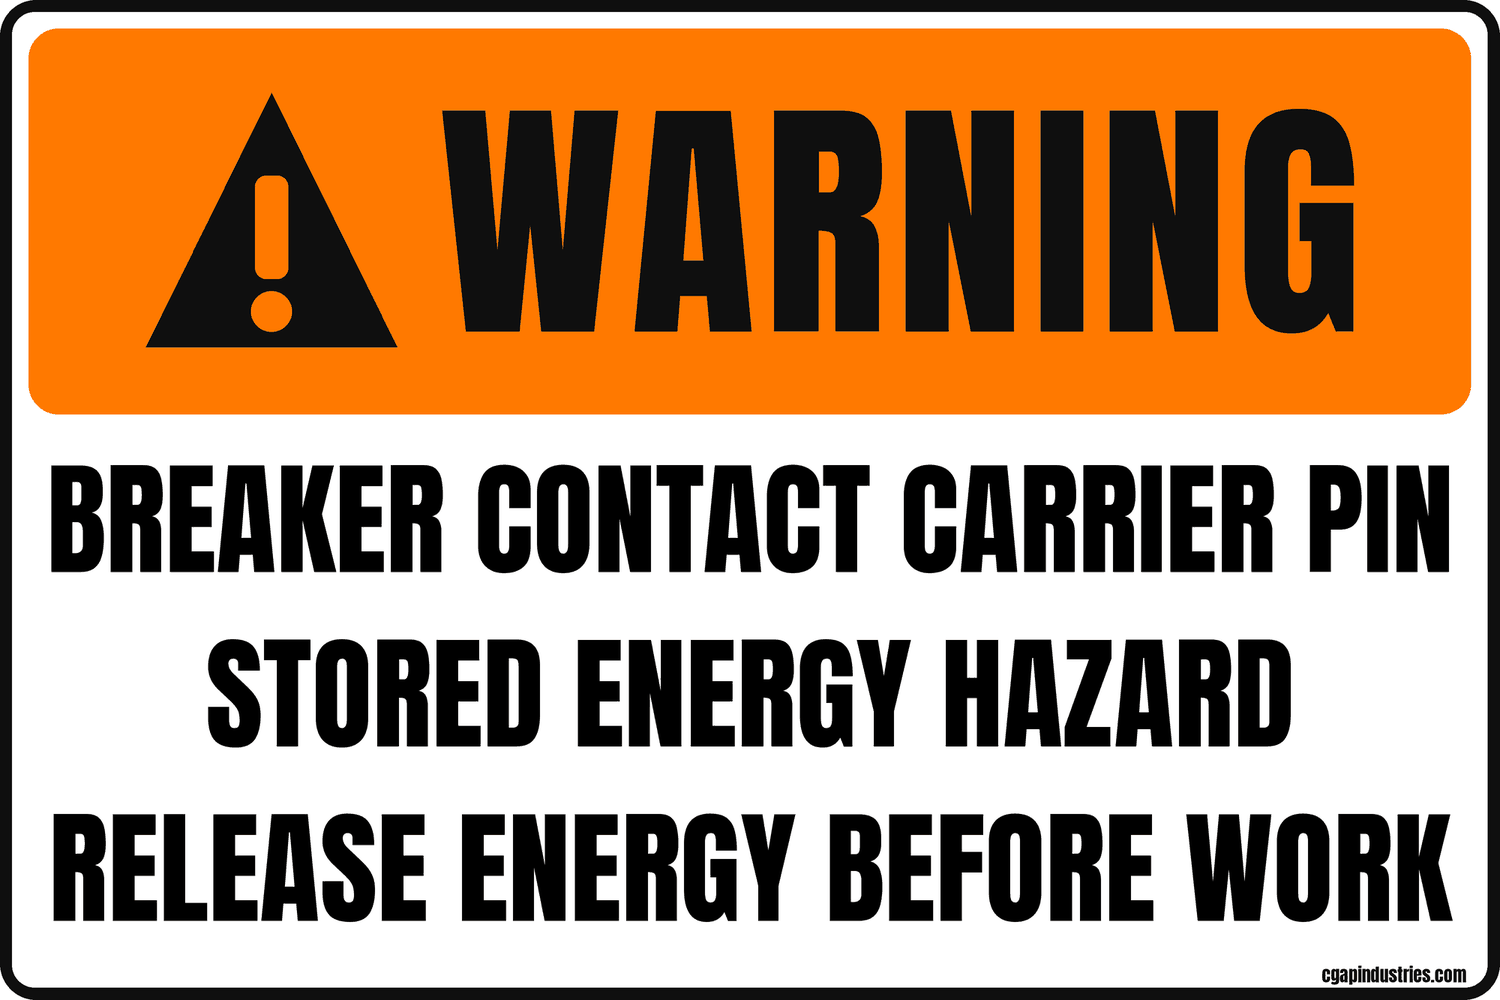 WARNING
BREAKER CONTACT CARRIER PIN
STORED ENERGY HAZARD
RELEASE ENERGY BEFORE WORK
cgapindustries.com